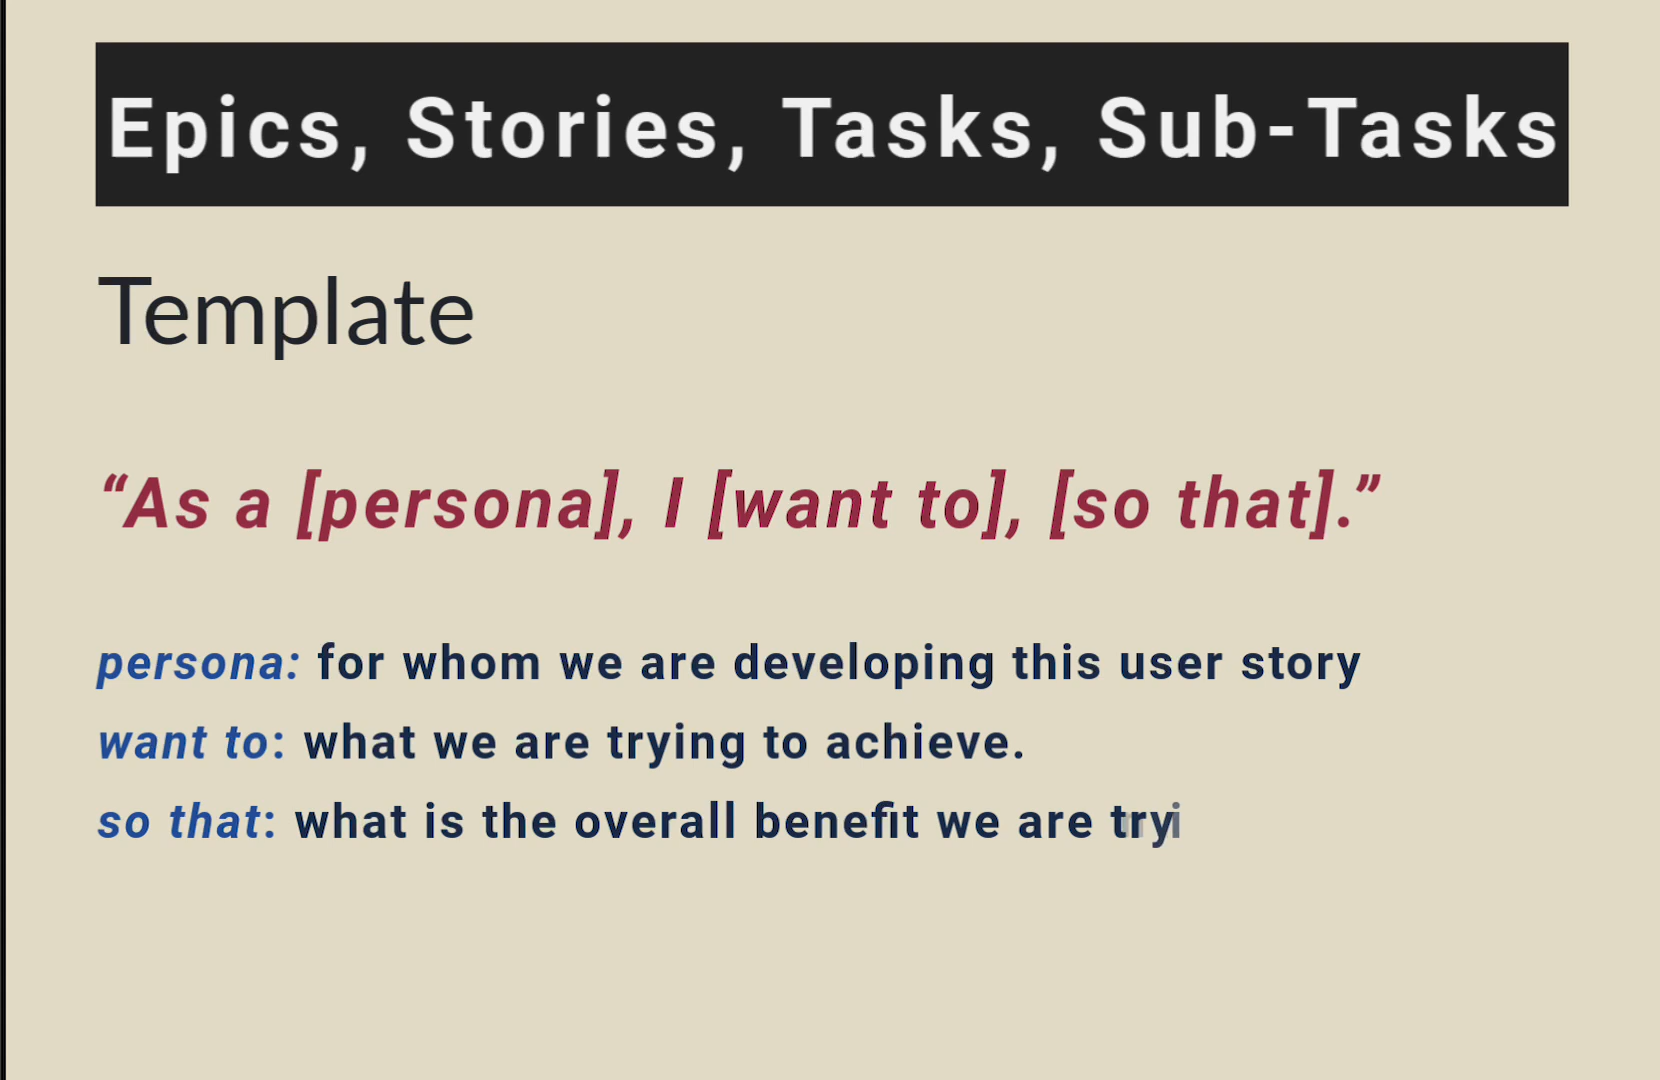 Epics, Stories, Tasks, Sub-Tasks
Template
“As a [persona], I [want to], [so that].”
persona: for whom we are developing this user story
want to: what we are trying to achieve.
so that: what is the overall benefit we are tryi